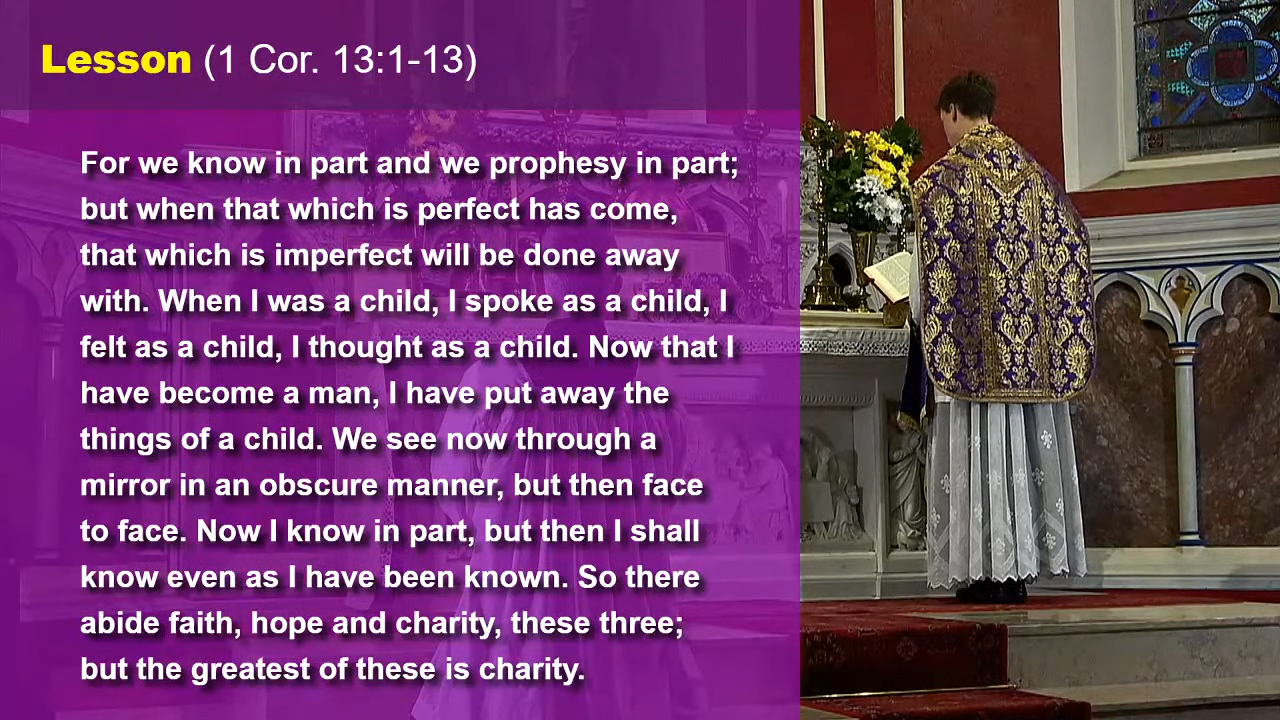 Lesson (1 Cor. 13:1-13)
For we know in part and we prophesy in part;
but when that which is perfect has come,
that which is imperfect will be done away
with. When I was a child, I spoke as a child, I
felt as a child, I thought as a child. Now that I
have become a man, I have put away the
things of a child. We see now through a
mirror in an obscure manner, but then face
to face. Now I know in part, but then I shall
know even as I have been known. So there
abide faith, hope and charity, these three;
but the greatest of these is charity.